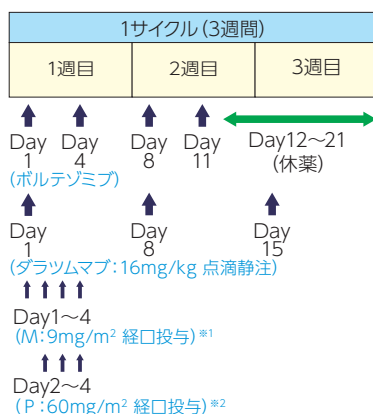 1サイクル(3週間)
1週目 2週目 3週目
Day 1 Day 4 Day 8 Day 11 Day12〜21 (休薬)
(ボルテゾミブ)
Day 1 Day 8 Day 15
(ダラツムマブ:16mg/kg 点滴静注)
Day1〜4
(M:9mg/m² 経口投与)※1
Day2〜4
(P:60mg/m² 経口投与)※2